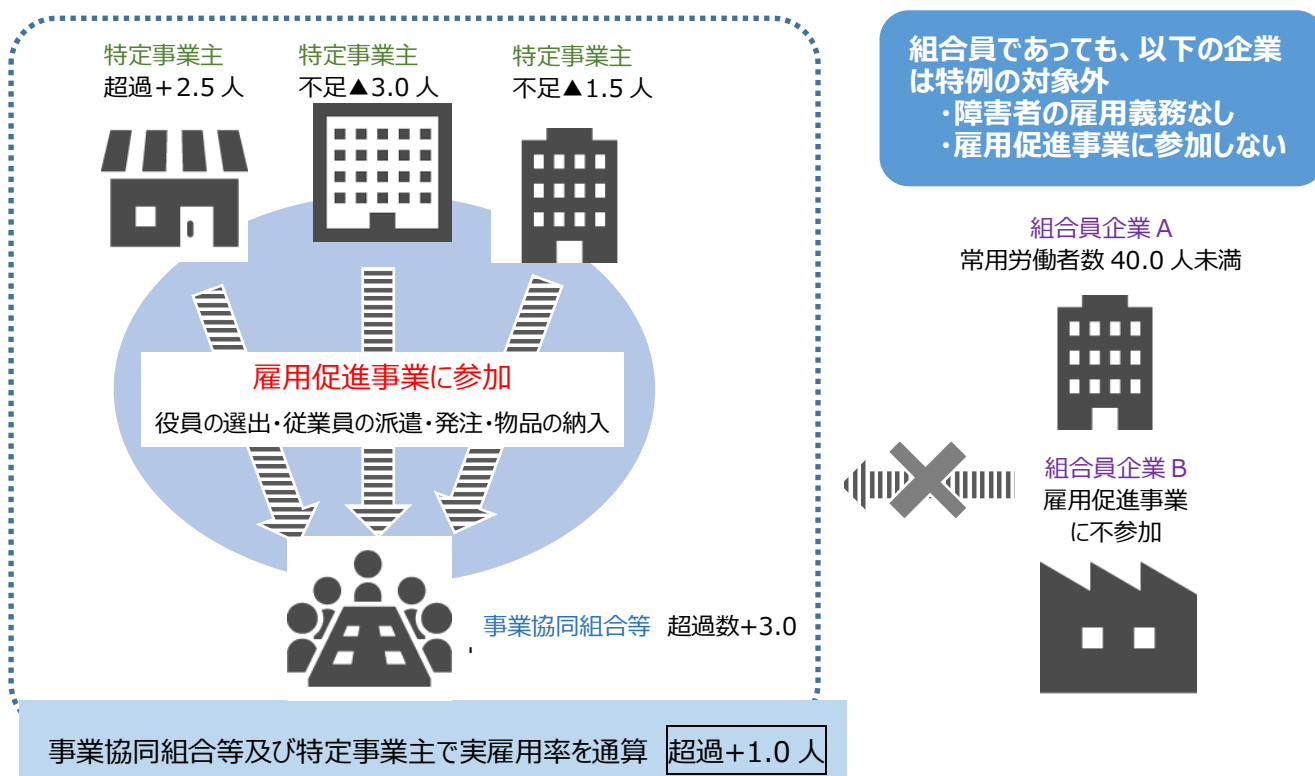 特定事業主
超過+2.5 人
特定事業主
不足▲3.0 人
特定事業主
不足▲1.5 人
雇用促進事業に参加
役員の選出・従業員の派遣・発注・物品の納入
事業協同組合等 超過数+3.0
事業協同組合等及び特定事業主で実雇用率を通算 超過+1.0 人
組合員であっても、以下の企業
は特例の対象外
・障害者の雇用義務なし
・雇用促進事業に参加しない
組合員企業 A
常用労働者数 40.0 人未満
組合員企業 B
雇用促進事業
に不参加